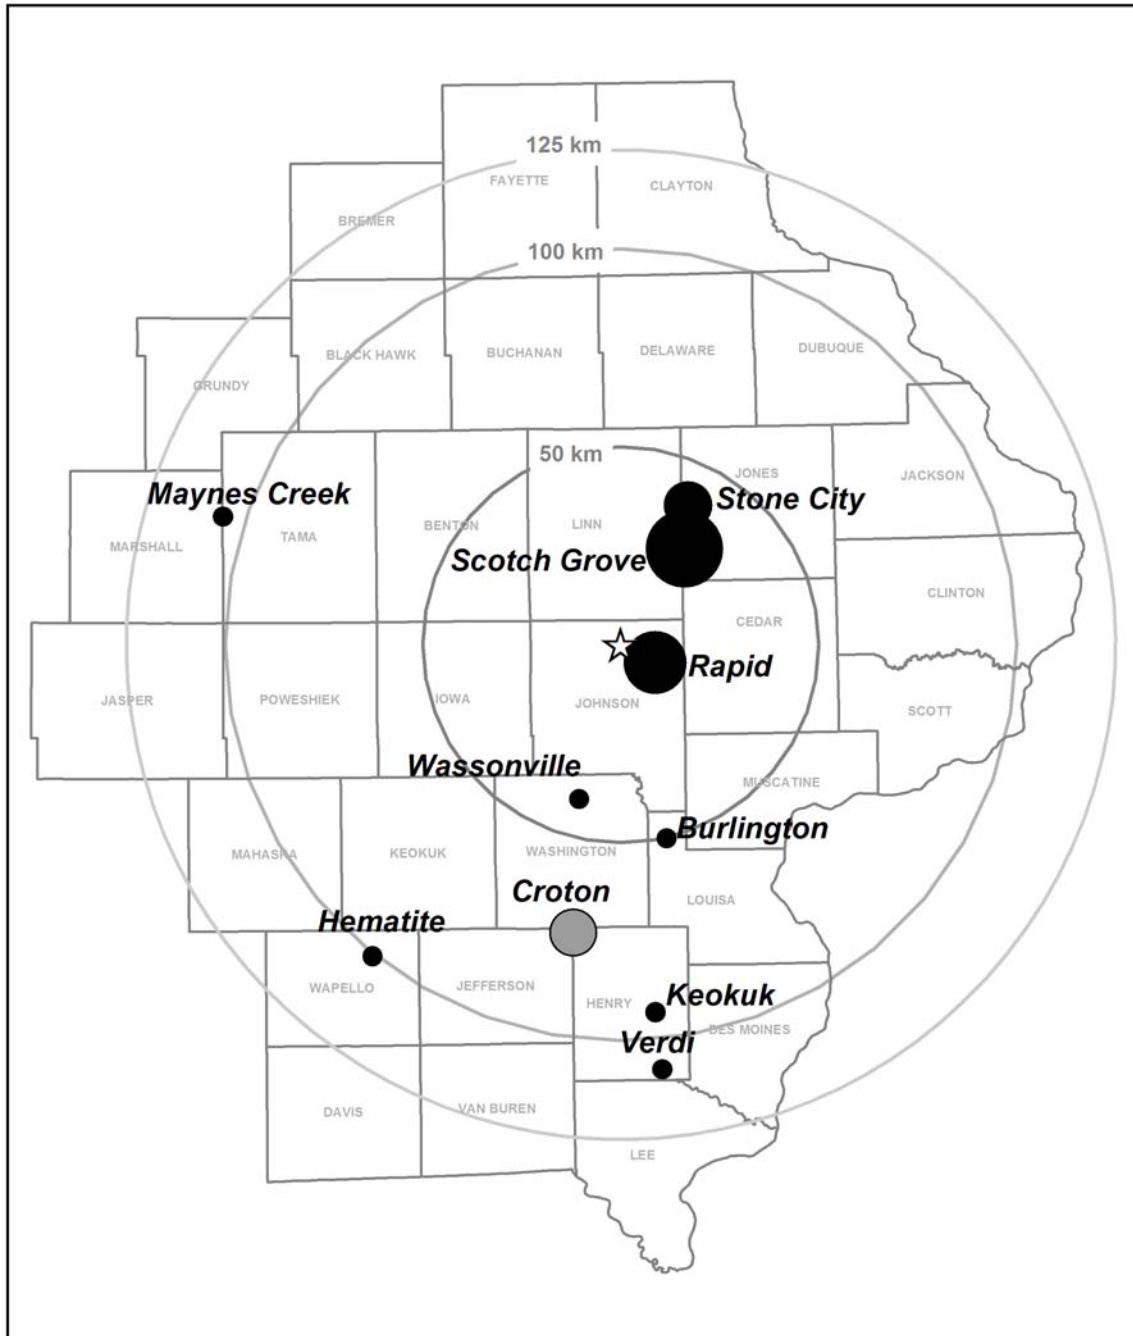 125 km
FAYETTE
CLAYTON
BREMER
100 km
BLACK HAWK
BUCHANAN
DELAWARE
DUBUQUE
GRUNDY
50 km
JONES
JACKSON
Maynes Creek
Stone City
BENTON
LINN
TAMA
MARSHALL
Scotch Grove
CLINTON
CEDAR
Rapid
JASPER
POWESHIEK
IOWA
JOHNSON
SCOTT
Wassonville
MUSCATINE
Burlington
MAHASKA
KEOKUK
WASHINGTON
Croton
LOUISA
Hematite
WAPELLO
JEFFERSON
HENRY
Keokuk
DES MOINES
Verdi
DAVIS
VAN BUREN
LEE